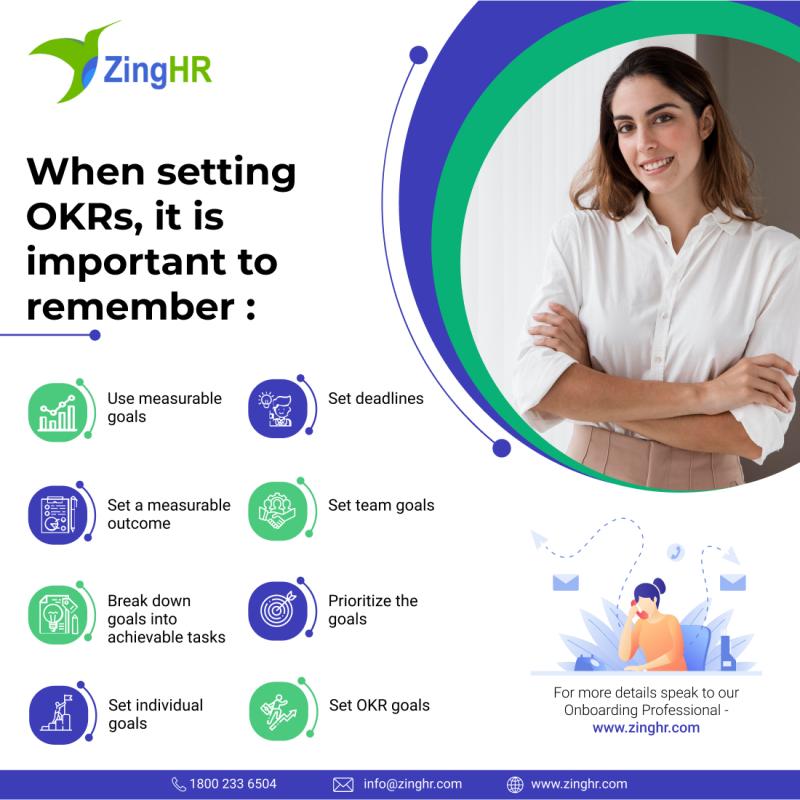 ZingHR
When setting
OKRs, it is
important to
remember :
Use measurable
goals
Set deadlines
Set a measurable
outcome
Set team goals
Break down
goals into
achievable tasks
Prioritize the
goals
Set individual
goals
Set OKR goals
For more details speak to our
Onboarding Professional -
www.zinghr.com
1800 233 6504
info@zinghr.com
www.zinghr.com